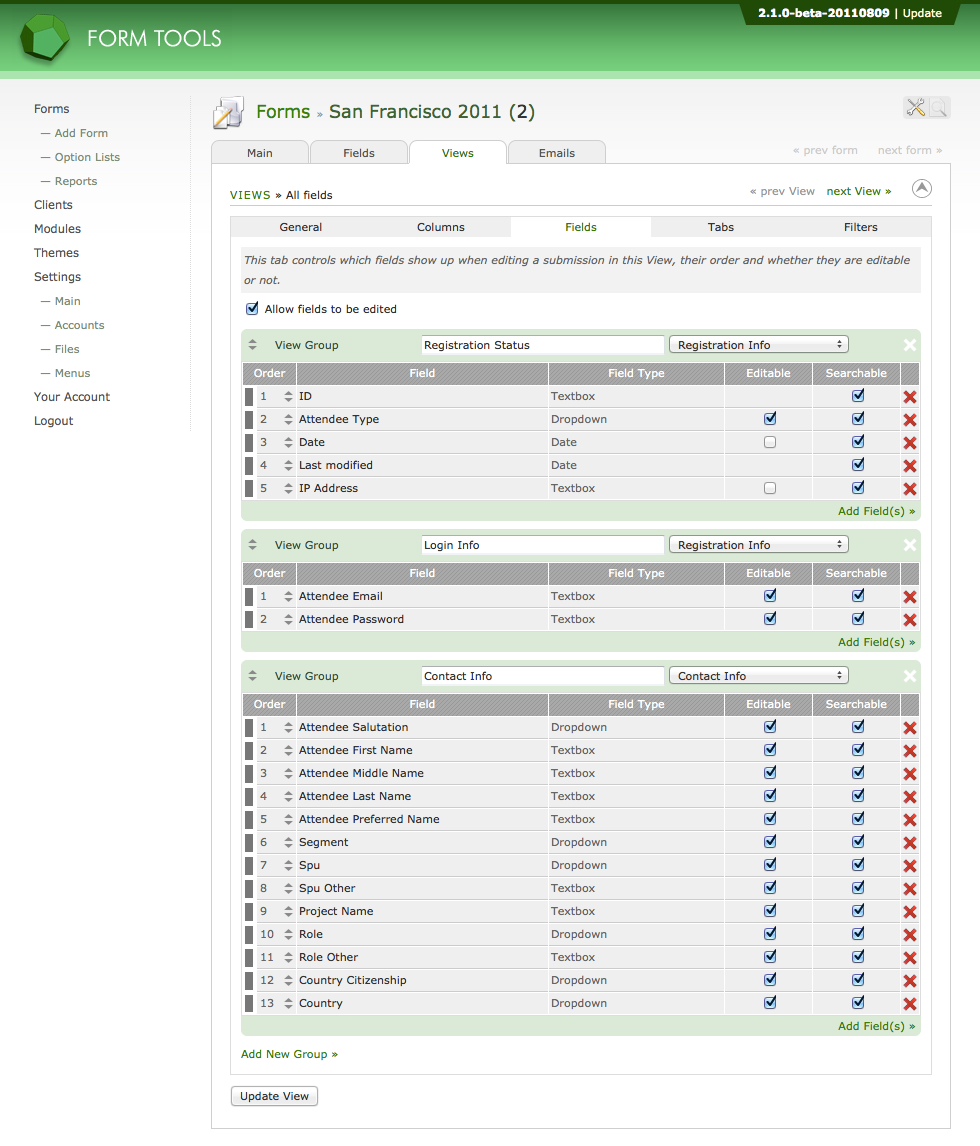 2.1.0-beta-20110809 | Update
FORM TOOLS
Forms
— Add Form
— Option Lists
— Reports
Clients
Modules
Themes
Settings
— Main
— Accounts
— Files
— Menus
Your Account
Logout
Forms » San Francisco 2011 (2)
Main Fields Views Emails
« prev form next form »
VIEWS » All fields
« prev View next View »
General Columns Fields Tabs Filters
This tab controls which fields show up when editing a submission in this View, their order and whether they are editable
or not.
Allow fields to be edited
View Group Registration Status Registration Info
Order Field Field Type Editable Searchable
1 ID Textbox
2 Attendee Type Dropdown
3 Date Date
4 Last modified Date
5 IP Address Textbox
Add Field(s) »
View Group Login Info Registration Info
Order Field Field Type Editable Searchable
1 Attendee Email Textbox
2 Attendee Password Textbox
Add Field(s) »
View Group Contact Info Contact Info
Order Field Field Type Editable Searchable
1 Attendee Salutation Dropdown
2 Attendee First Name Textbox
3 Attendee Middle Name Textbox
4 Attendee Last Name Textbox
5 Attendee Preferred Name Textbox
6 Segment Dropdown
7 Spu Dropdown
8 Spu Other Textbox
9 Project Name Textbox
10 Role Dropdown
11 Role Other Textbox
12 Country Citizenship Dropdown
13 Country Dropdown
Add Field(s) »
Add New Group »
Update View